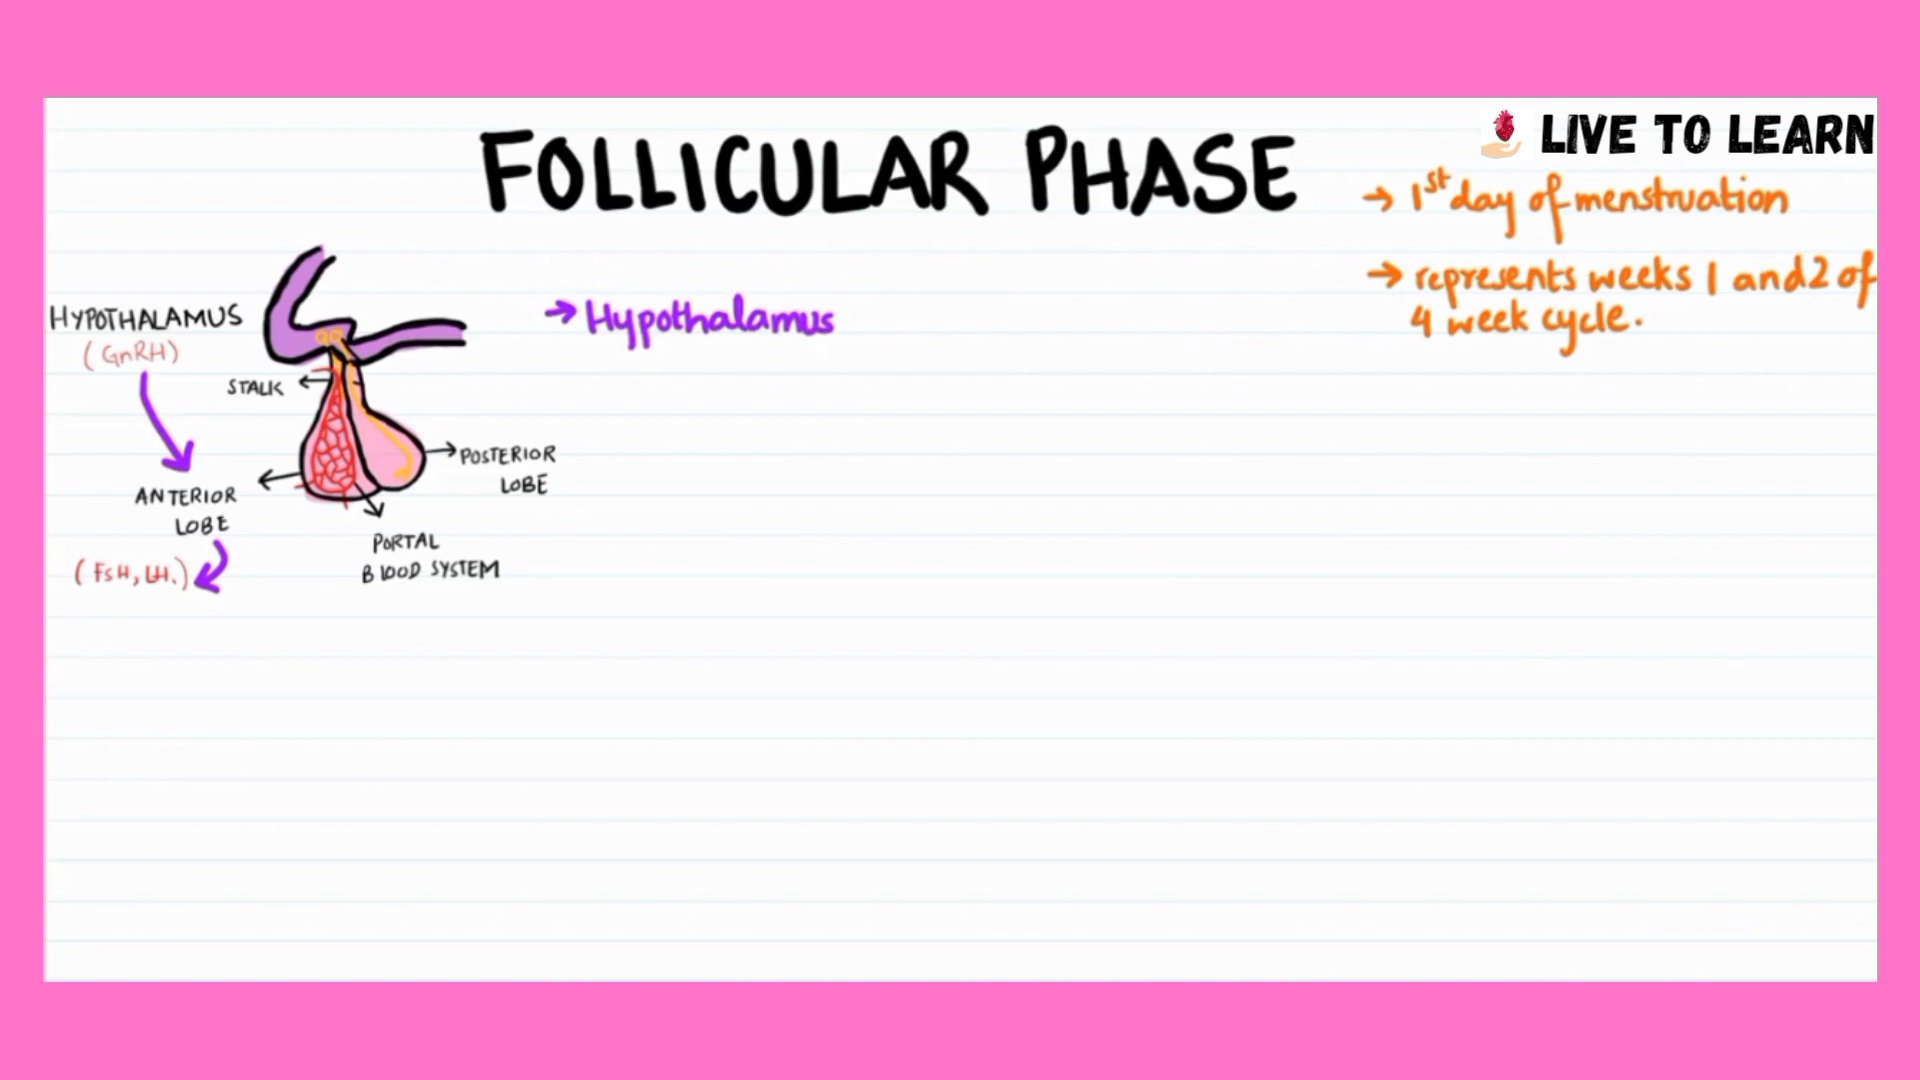 LIVE TO LEARN
FOLLICULAR PHASE
→ 1st day of menstruation
→ represents weeks 1 and 2 of
4 week cycle.
HYPOTHALAMUS
(GnRH)
→ Hypothalamus
STALK
POSTERIOR
LOBE
ANTERIOR
LOBE
(FSH, LH.)
PORTAL
BLOOD SYSTEM